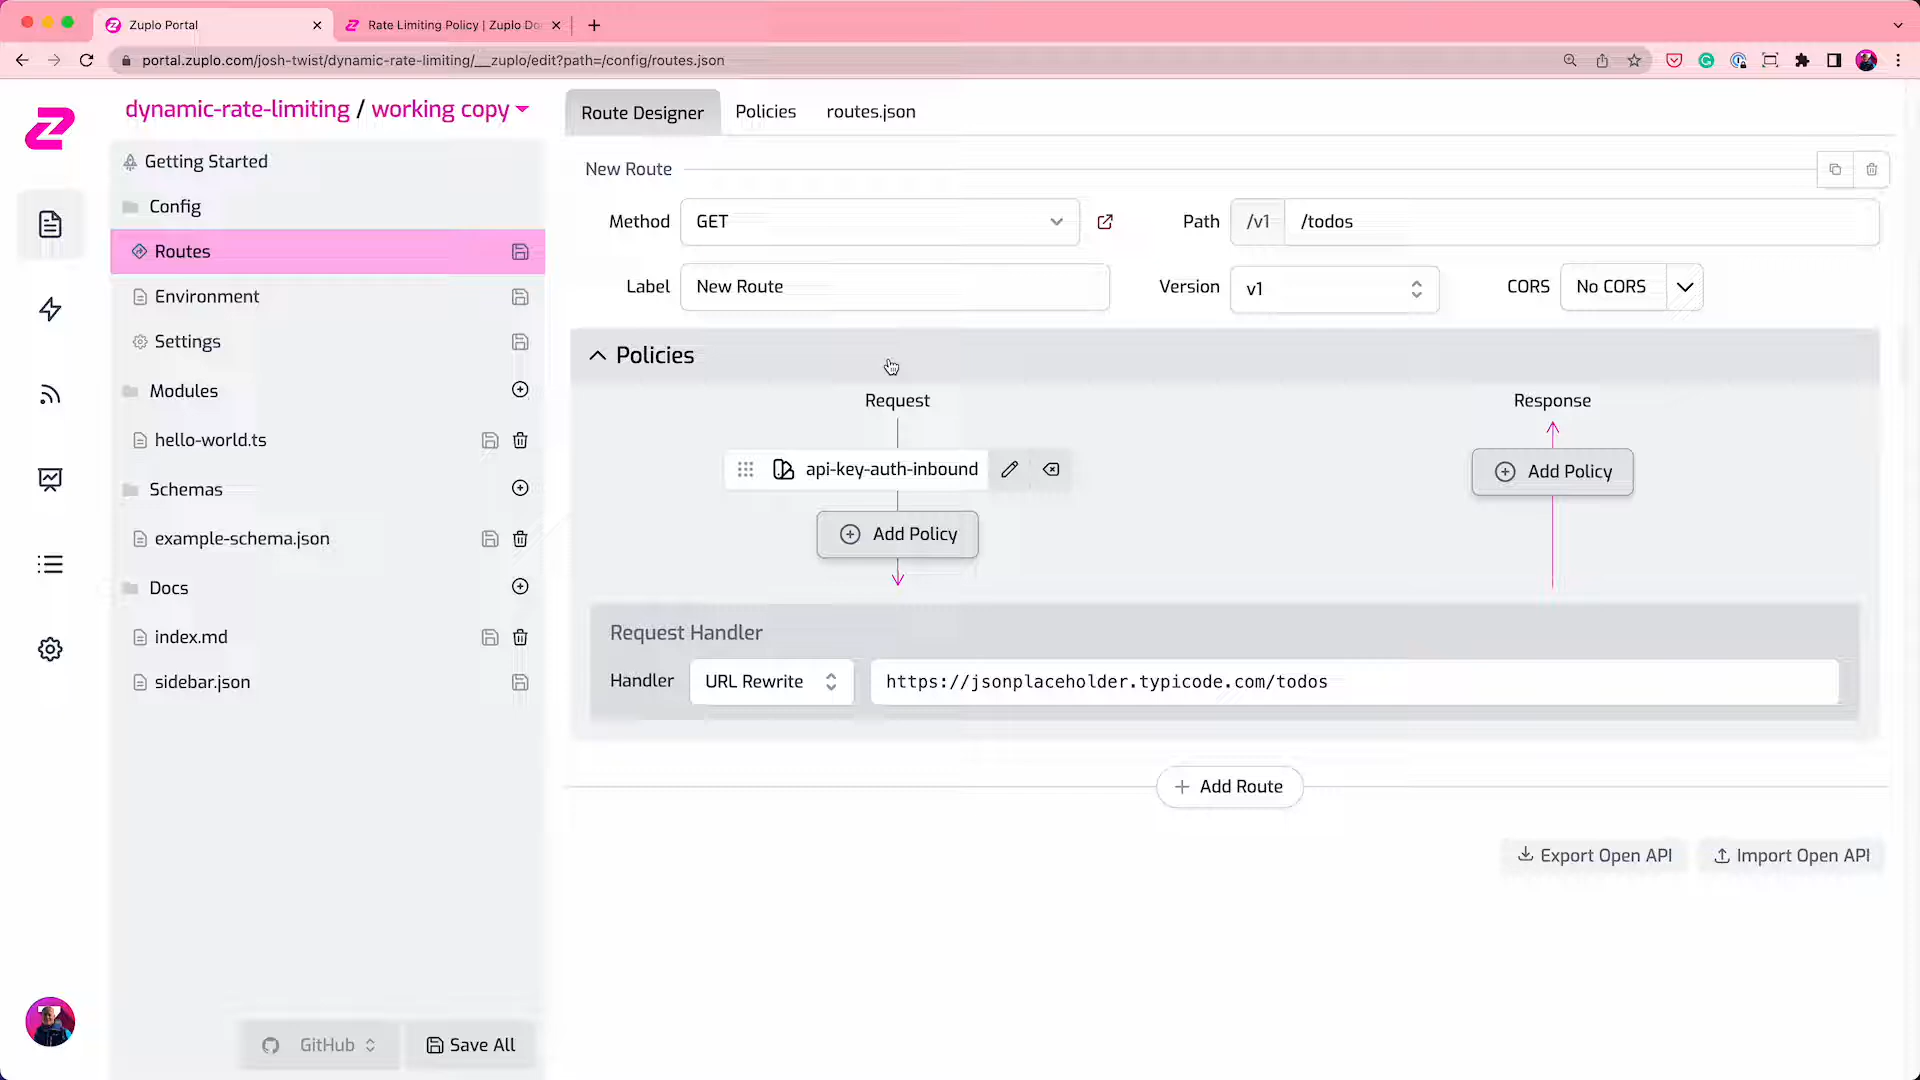 Zuplo Portal
Rate Limiting Policy | Zuplo Do
portal.zuplo.com/josh-twist/dynamic-rate-limiting/__zuplo/edit?path=/config/routes.json
dynamic-rate-limiting / working copy
Getting Started
Config
Routes
Environment
Settings
Modules
hello-world.ts
Schemas
example-schema.json
Docs
index.md
sidebar.json
GitHub
Save All
Route Designer
Policies
routes.json
New Route
Method
GET
Path
/v1
/todos
Label
New Route
Version
v1
CORS
No CORS
Policies
Request
Response
api-key-auth-inbound
Add Policy
Add Policy
Request Handler
Handler
URL Rewrite
https://jsonplaceholder.typicode.com/todos
Add Route
Export Open API
Import Open API